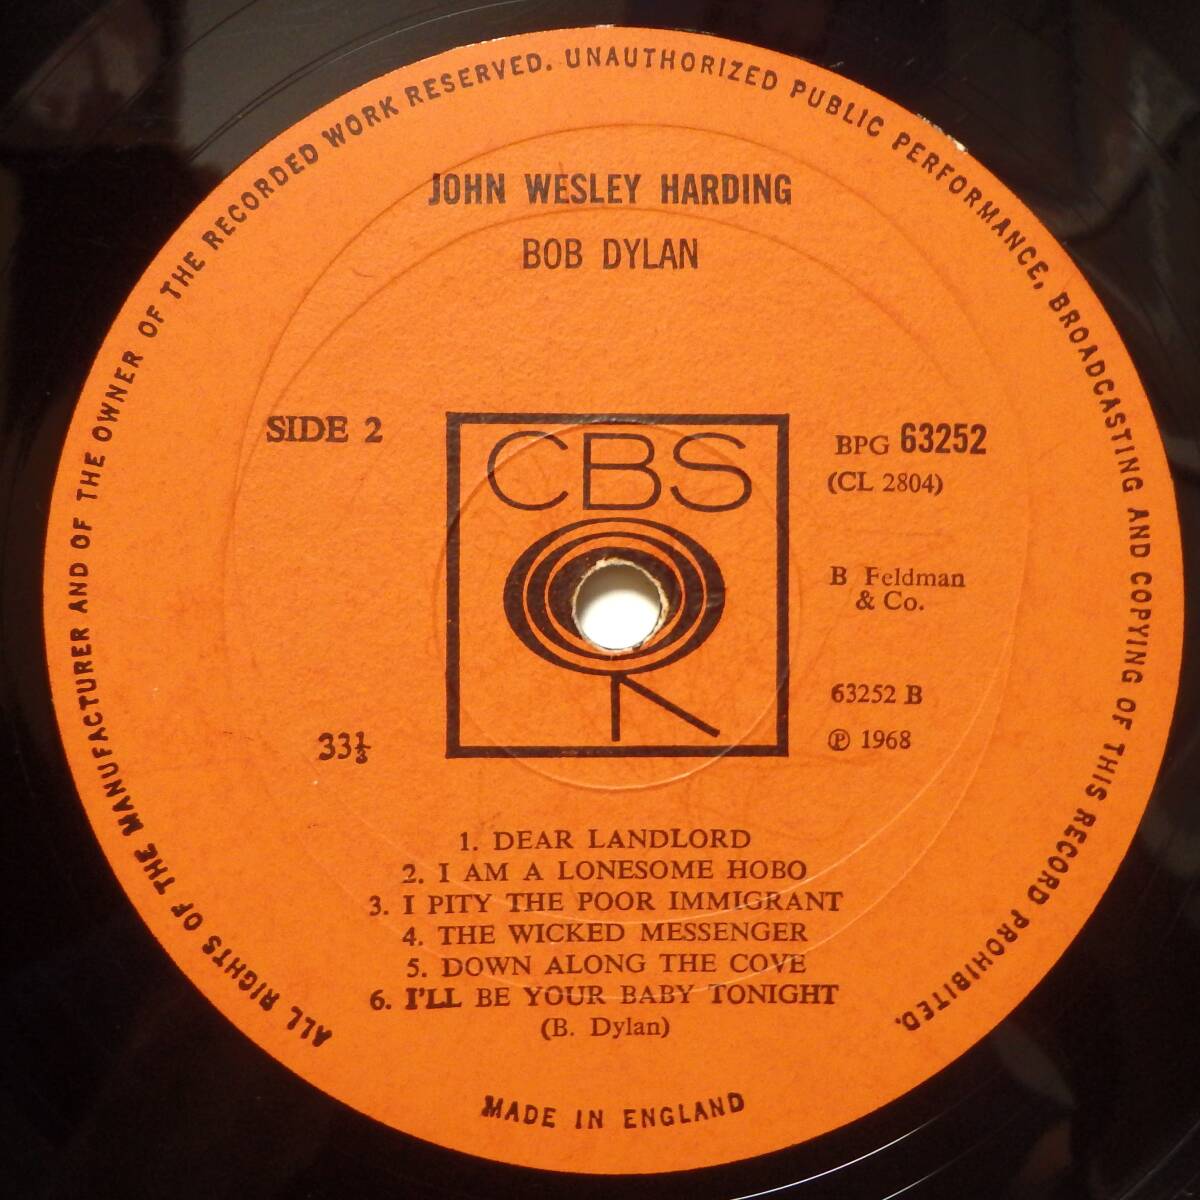 ALL RIGHTS OF THE MANUFACTURER AND OF THE OWNER OF THE RECORDED WORK RESERVED. UNAUTHORIZED PUBLIC PERFORMANCE, BROADCASTING AND COPYING OF THIS RECORD PROHIBITED.
JOHN WESLEY HARDING
BOB DYLAN
SIDE 2
CBS
BPG 63252
(CL 2804)
B Feldman
& Co.
63252 B
℗ 1968
33⅓
1. DEAR LANDLORD
2. I AM A LONESOME HOBO
3. I PITY THE POOR IMMIGRANT
4. THE WICKED MESSENGER
5. DOWN ALONG THE COVE
6. I'LL BE YOUR BABY TONIGHT
(B. Dylan)
MADE IN ENGLAND